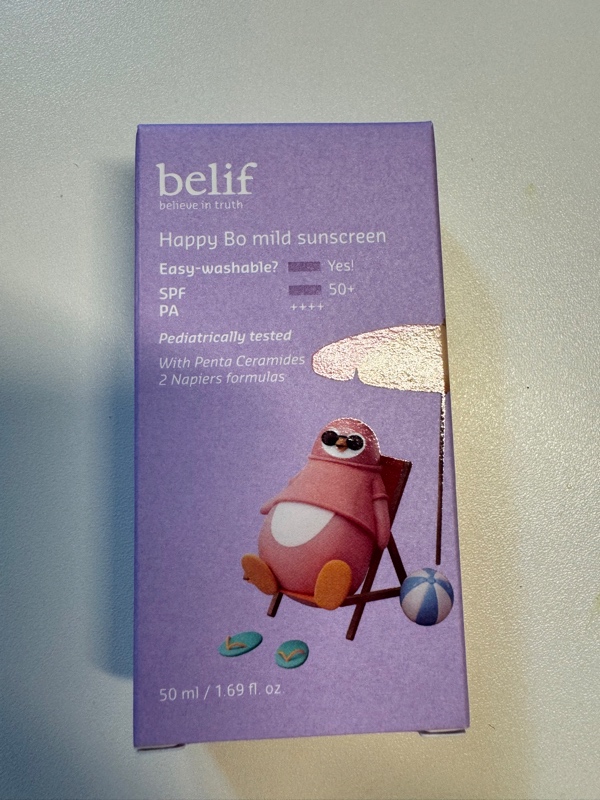 belif
believe in truth
Happy Bo mild sunscreen
Easy-washable? Yes!
SPF 50+
PA ++++
Pediatrically tested
With Penta Ceramides
2 Napiers formulas
50 ml / 1.69 fl. oz.